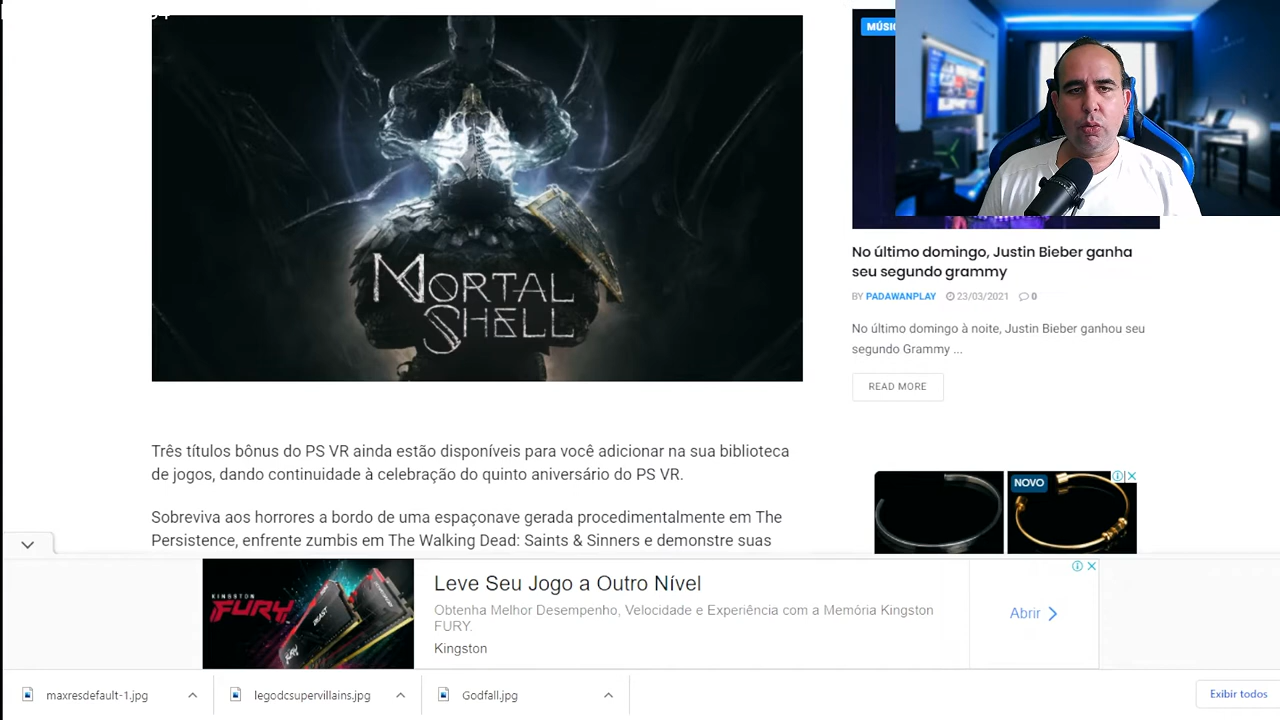 MORTAL
SHELL
MÚSIC
No último domingo, Justin Bieber ganha
seu segundo grammy
BY PADAWANPLAY 23/03/2021 0
No último domingo à noite, Justin Bieber ganhou seu
segundo Grammy ...
READ MORE
Três títulos bônus do PS VR ainda estão disponíveis para você adicionar na sua biblioteca
de jogos, dando continuidade à celebração do quinto aniversário do PS VR.
Sobreviva aos horrores a bordo de uma espaçonave gerada procedimentalmente em The
Persistence, enfrente zumbis em The Walking Dead: Saints & Sinners e demonstre suas
NOVO
KINGSTON
FURY
BEAST
FURY
Leve Seu Jogo a Outro Nível
Obtenha Melhor Desempenho, Velocidade e Experiência com a Memória Kingston
FURY.
Kingston
Abrir
maxresdefault-1.jpg
legodcsupervillains.jpg
Godfall.jpg
Exibir todos